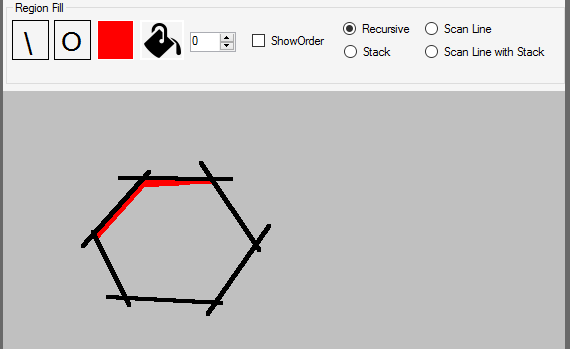 Region Fill
\ O 0 ShowOrder Recursive Scan Line
Stack Scan Line with Stack